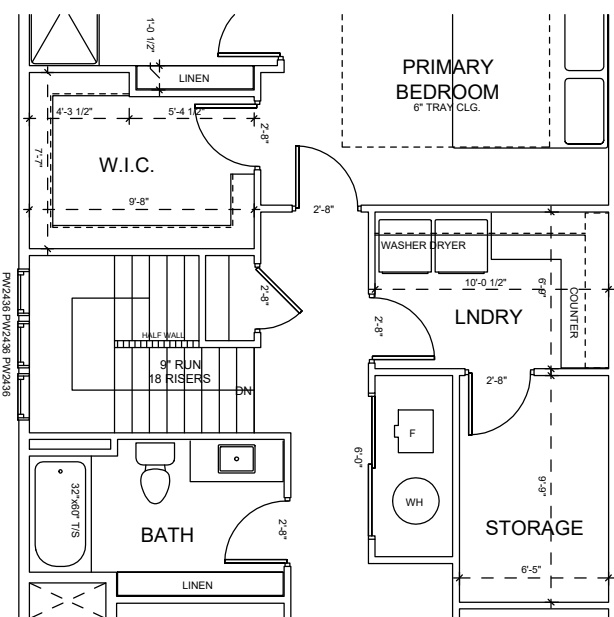 1'-0 1/2"
LINEN
PRIMARY
BEDROOM
6" TRAY CLG.
4'-3 1/2"
5'-4 1/2"
2'-8"
7'-7"
W.I.C.
9'-8"
2'-8"
WASHER DRYER
10'-0 1/2"
6'-9"
COUNTER
LNDRY
2'-8"
2'-8"
PW2436 PW2436 PW2436
HALF WALL
9" RUN
18 RISERS
DN
2'-8"
F
6'-0"
WH
9'-9"
STORAGE
6'-5"
32"x60" T/S
BATH
2'-8"
LINEN